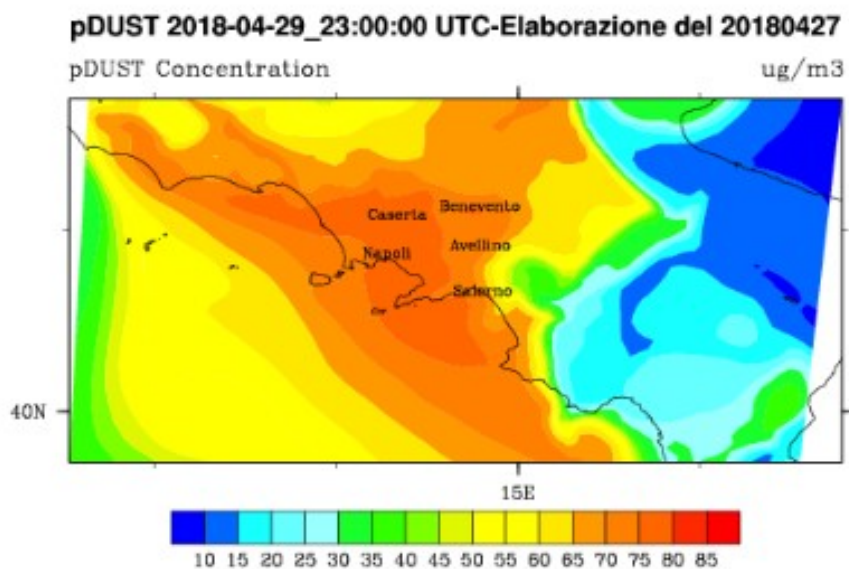 pDUST 2018-04-29_23:00:00 UTC-Elaborazione del 20180427
pDUST Concentration ug/m3
Caserta Benevento
Napoli Avellino
Salerno
40N
15E
10 15 20 25 30 35 40 45 50 55 60 65 70 75 80 85